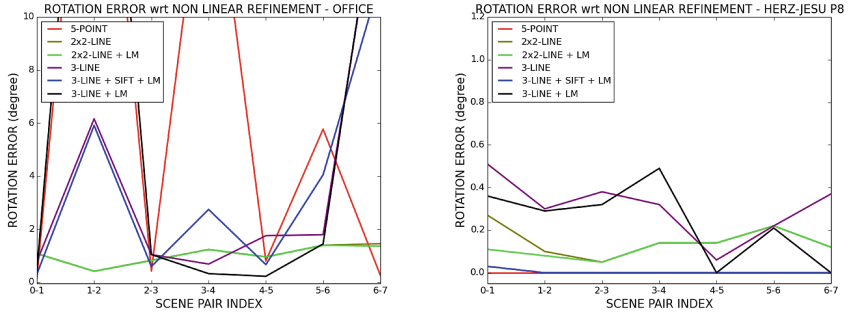 ROTATION ERROR wrt NON LINEAR REFINEMENT - OFFICE
10
8
6
4
2
0
ROTATION ERROR (degree)
5-POINT
2x2-LINE
2x2-LINE + LM
3-LINE
3-LINE + SIFT + LM
3-LINE + LM
0-1 1-2 2-3 3-4 4-5 5-6 6-7
SCENE PAIR INDEX
ROTATION ERROR wrt NON LINEAR REFINEMENT - HERZ-JESU P8
1.2
1.0
0.8
0.6
0.4
0.2
0.0
ROTATION ERROR (degree)
5-POINT
2x2-LINE
2x2-LINE + LM
3-LINE
3-LINE + SIFT + LM
3-LINE + LM
0-1 1-2 2-3 3-4 4-5 5-6 6-7
SCENE PAIR INDEX